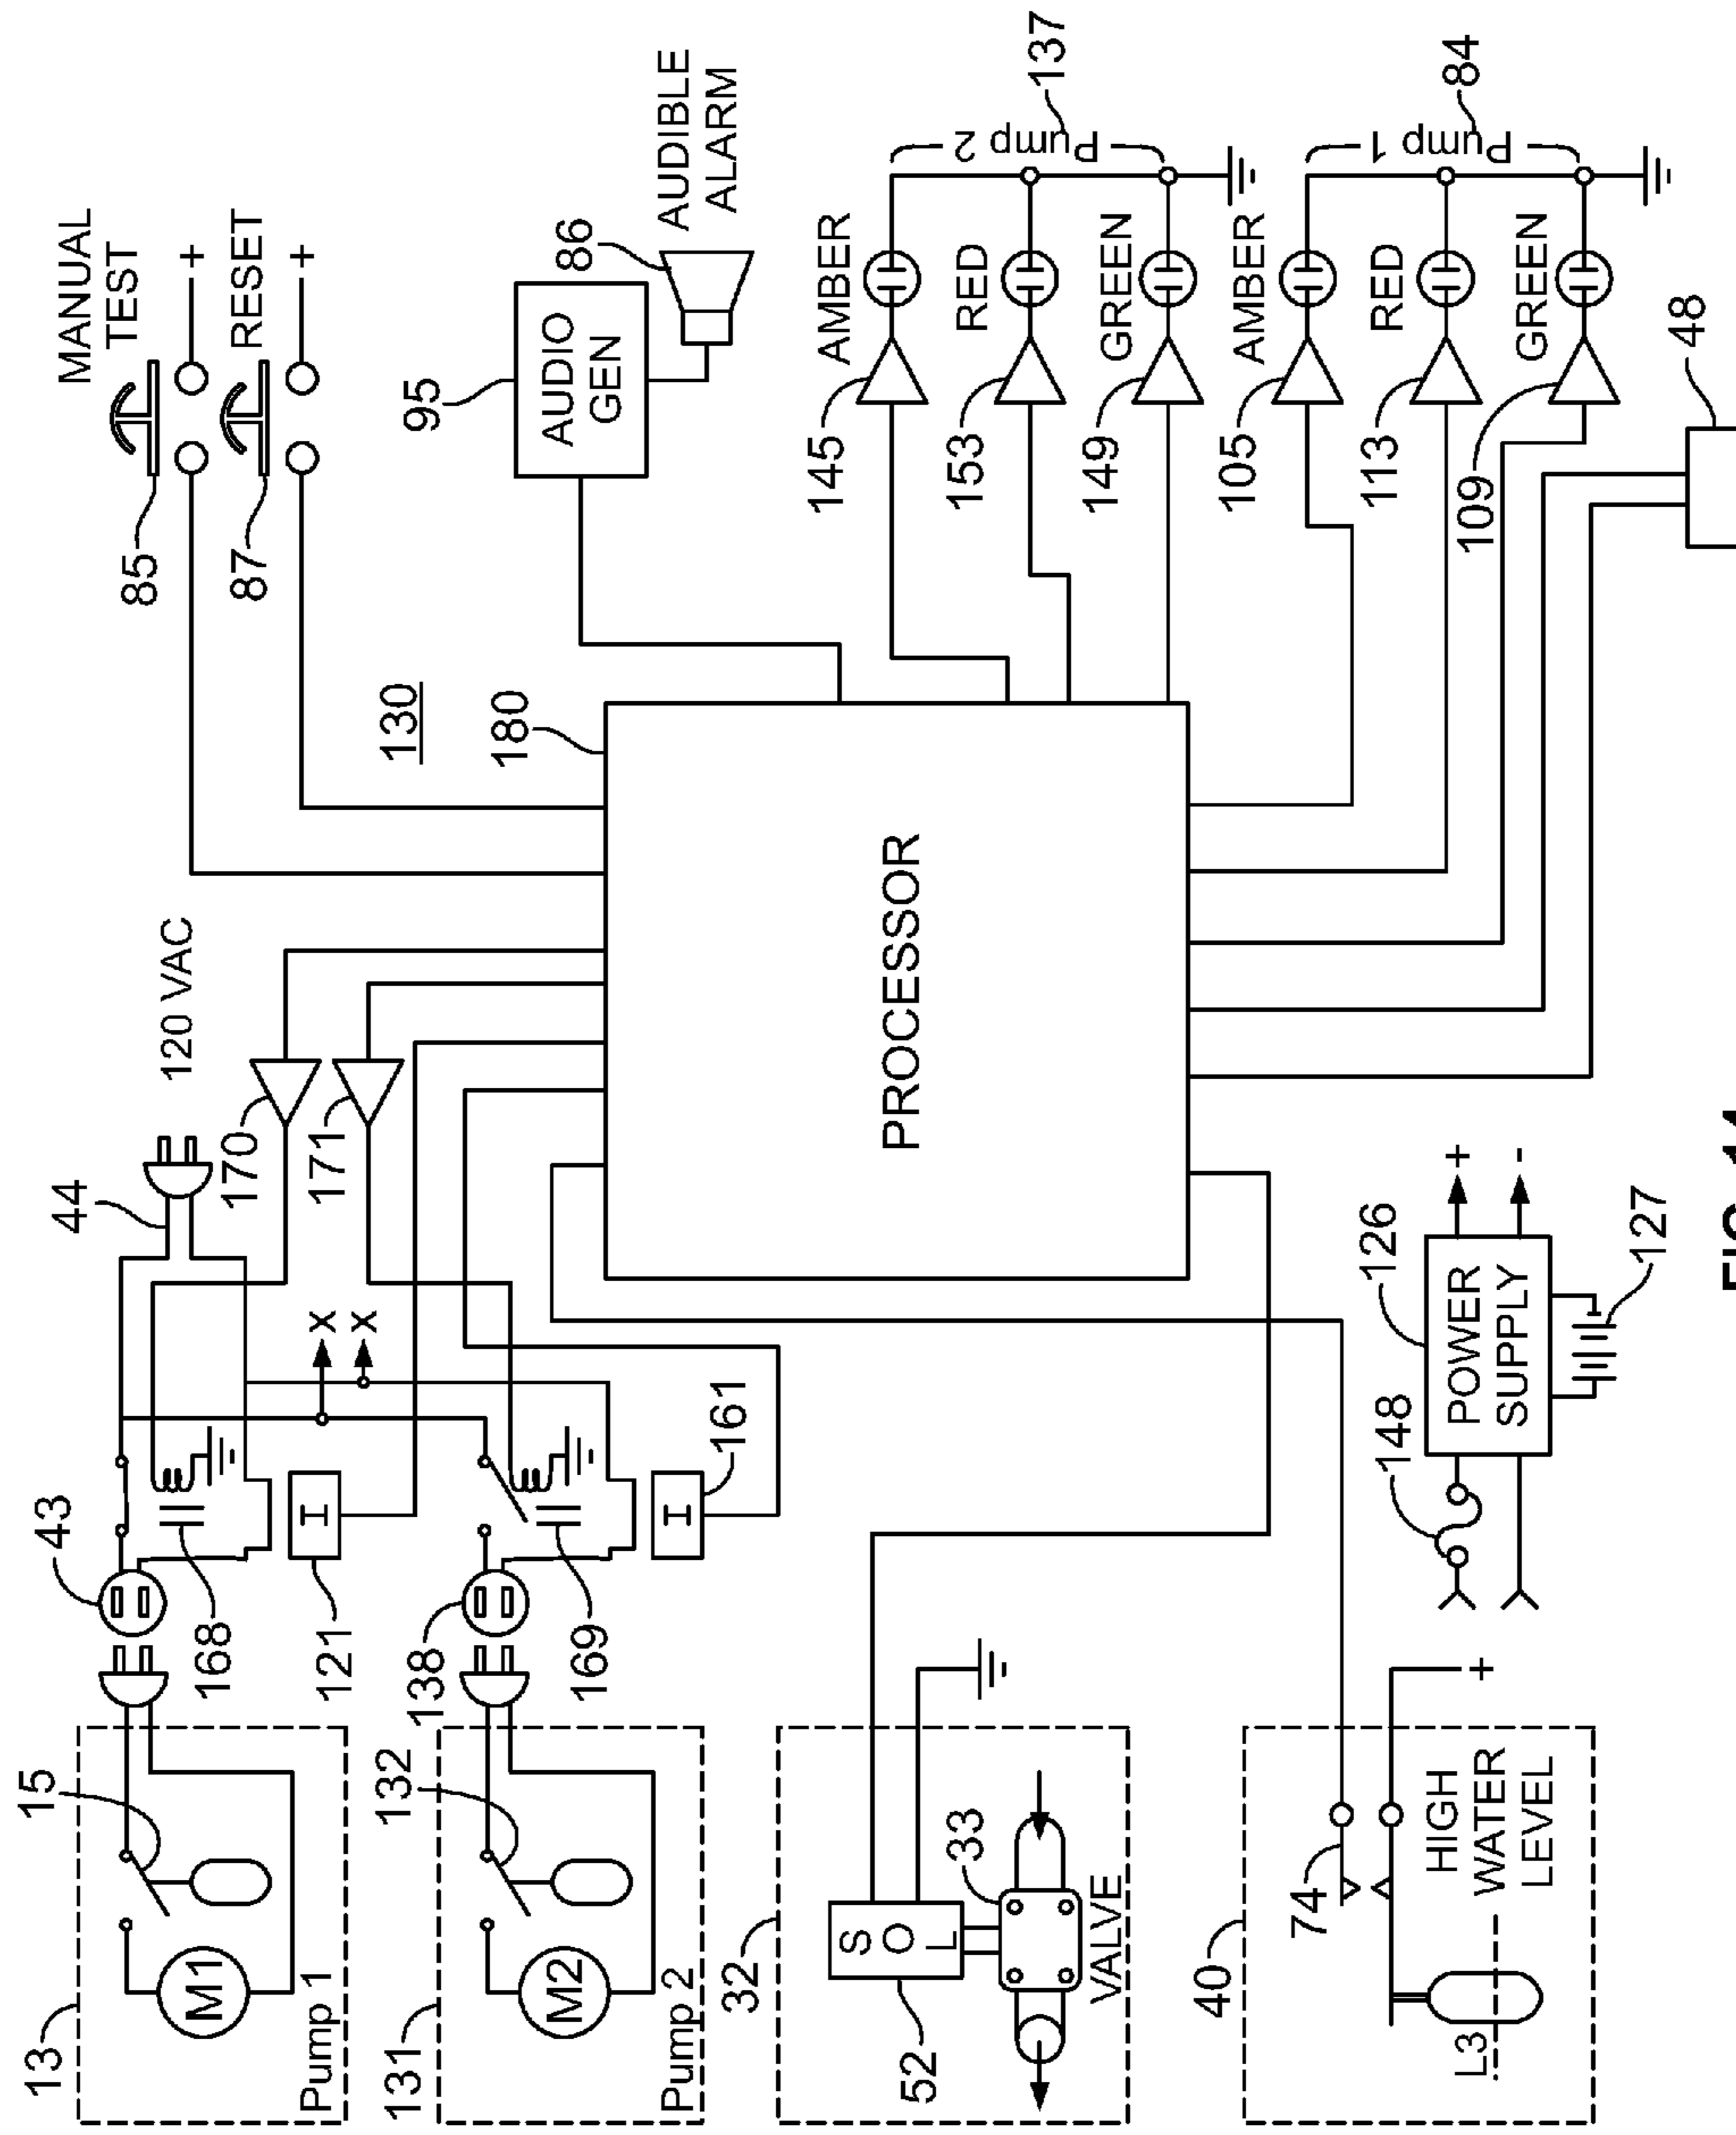 13
15
43
44
120 VAC
MANUAL
TEST
85
+
M1
Pump 1
168
121
I
170
171
X
X
RESET
87
+
131
132
138
M2
Pump 2
169
161
I
130
180
PROCESSOR
95
AUDIO
GEN
86
AUDIBLE
ALARM
32
52
S
O
L
33
VALVE
145
AMBER
153
RED
149
GREEN
Pump 2
137
40
74
HIGH
WATER
LEVEL
L3
+
148
126
POWER
SUPPLY
+
-
127
105
AMBER
113
RED
109
GREEN
Pump 1
84
48